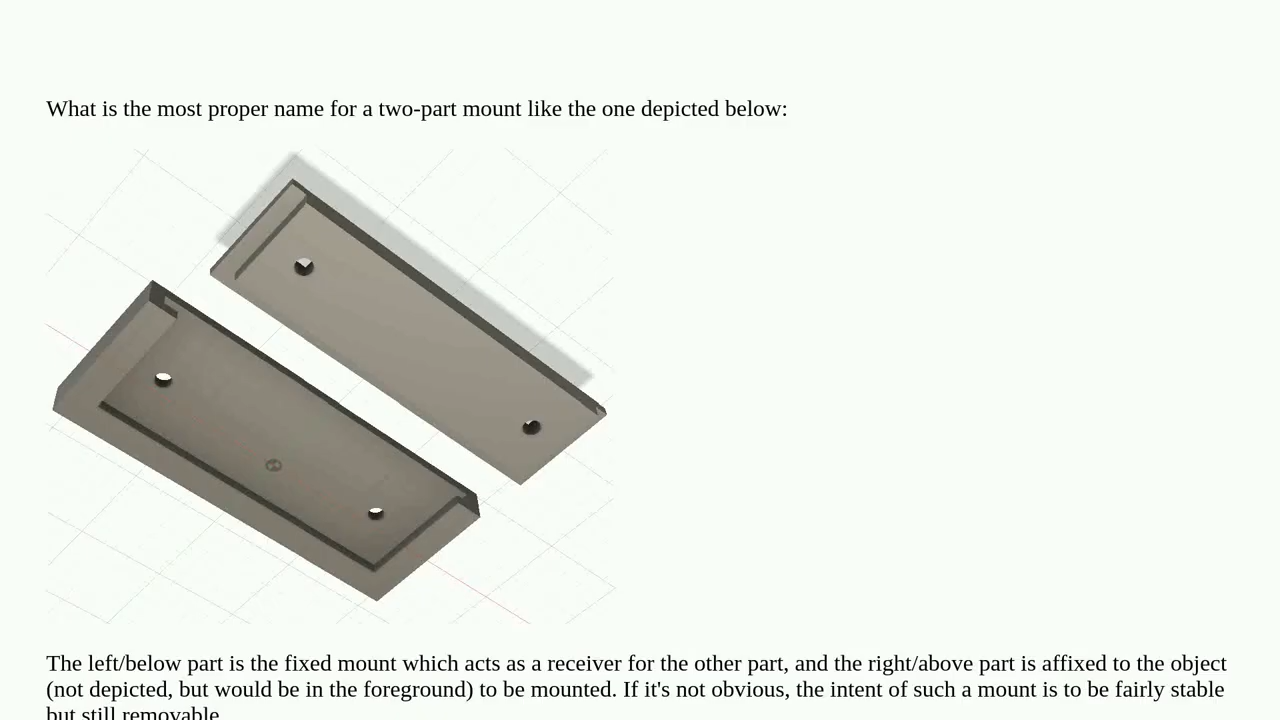 What is the most proper name for a two-part mount like the one depicted below:
The left/below part is the fixed mount which acts as a receiver for the other part, and the right/above part is affixed to the object
(not depicted, but would be in the foreground) to be mounted. If it's not obvious, the intent of such a mount is to be fairly stable
but still removable.